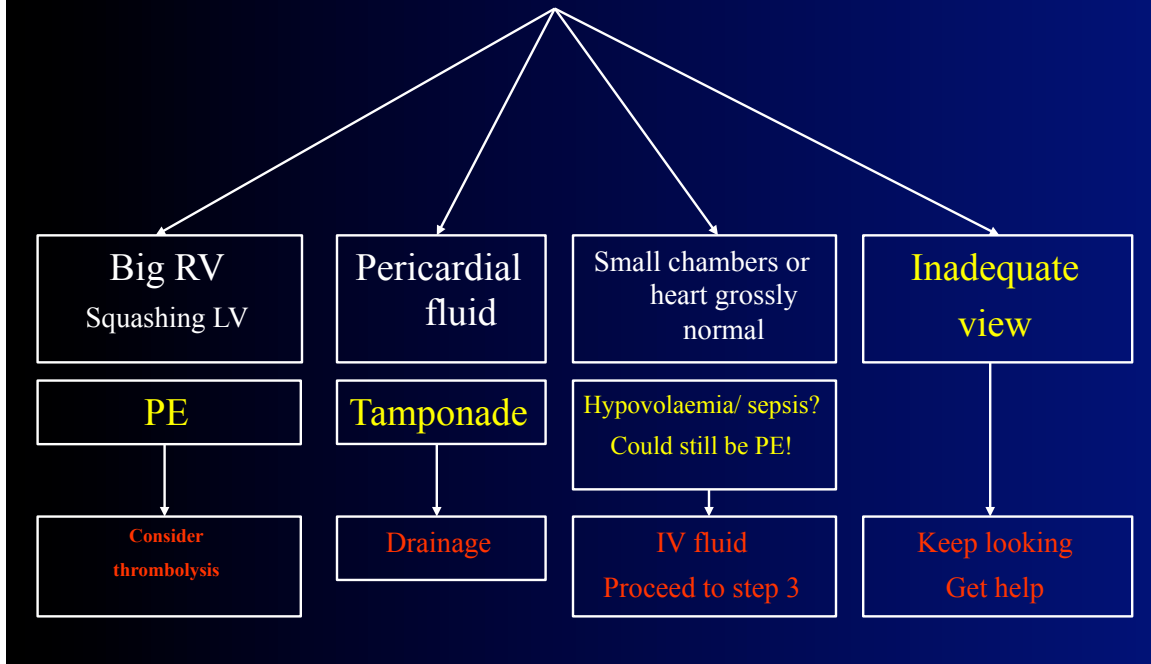 Big RV
Squashing LV
PE
Consider
thrombolysis
Pericardial
fluid
Tamponade
Drainage
Small chambers or
heart grossly
normal
Hypovolaemia/ sepsis?
Could still be PE!
IV fluid
Proceed to step 3
Inadequate
view
Keep looking
Get help